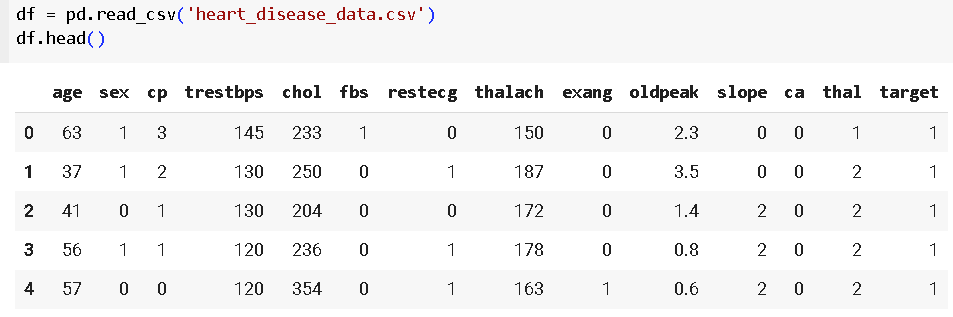 df = pd.read_csv('heart_disease_data.csv')
df.head()
age sex cp trestbps chol fbs restecg thalach exang oldpeak slope ca thal target
0 63 1 3 145 233 1 0 150 0 2.3 0 0 1 1
1 37 1 2 130 250 0 1 187 0 3.5 0 0 2 1
2 41 0 1 130 204 0 0 172 0 1.4 2 0 2 1
3 56 1 1 120 236 0 1 178 0 0.8 2 0 2 1
4 57 0 0 120 354 0 1 163 1 0.6 2 0 2 1